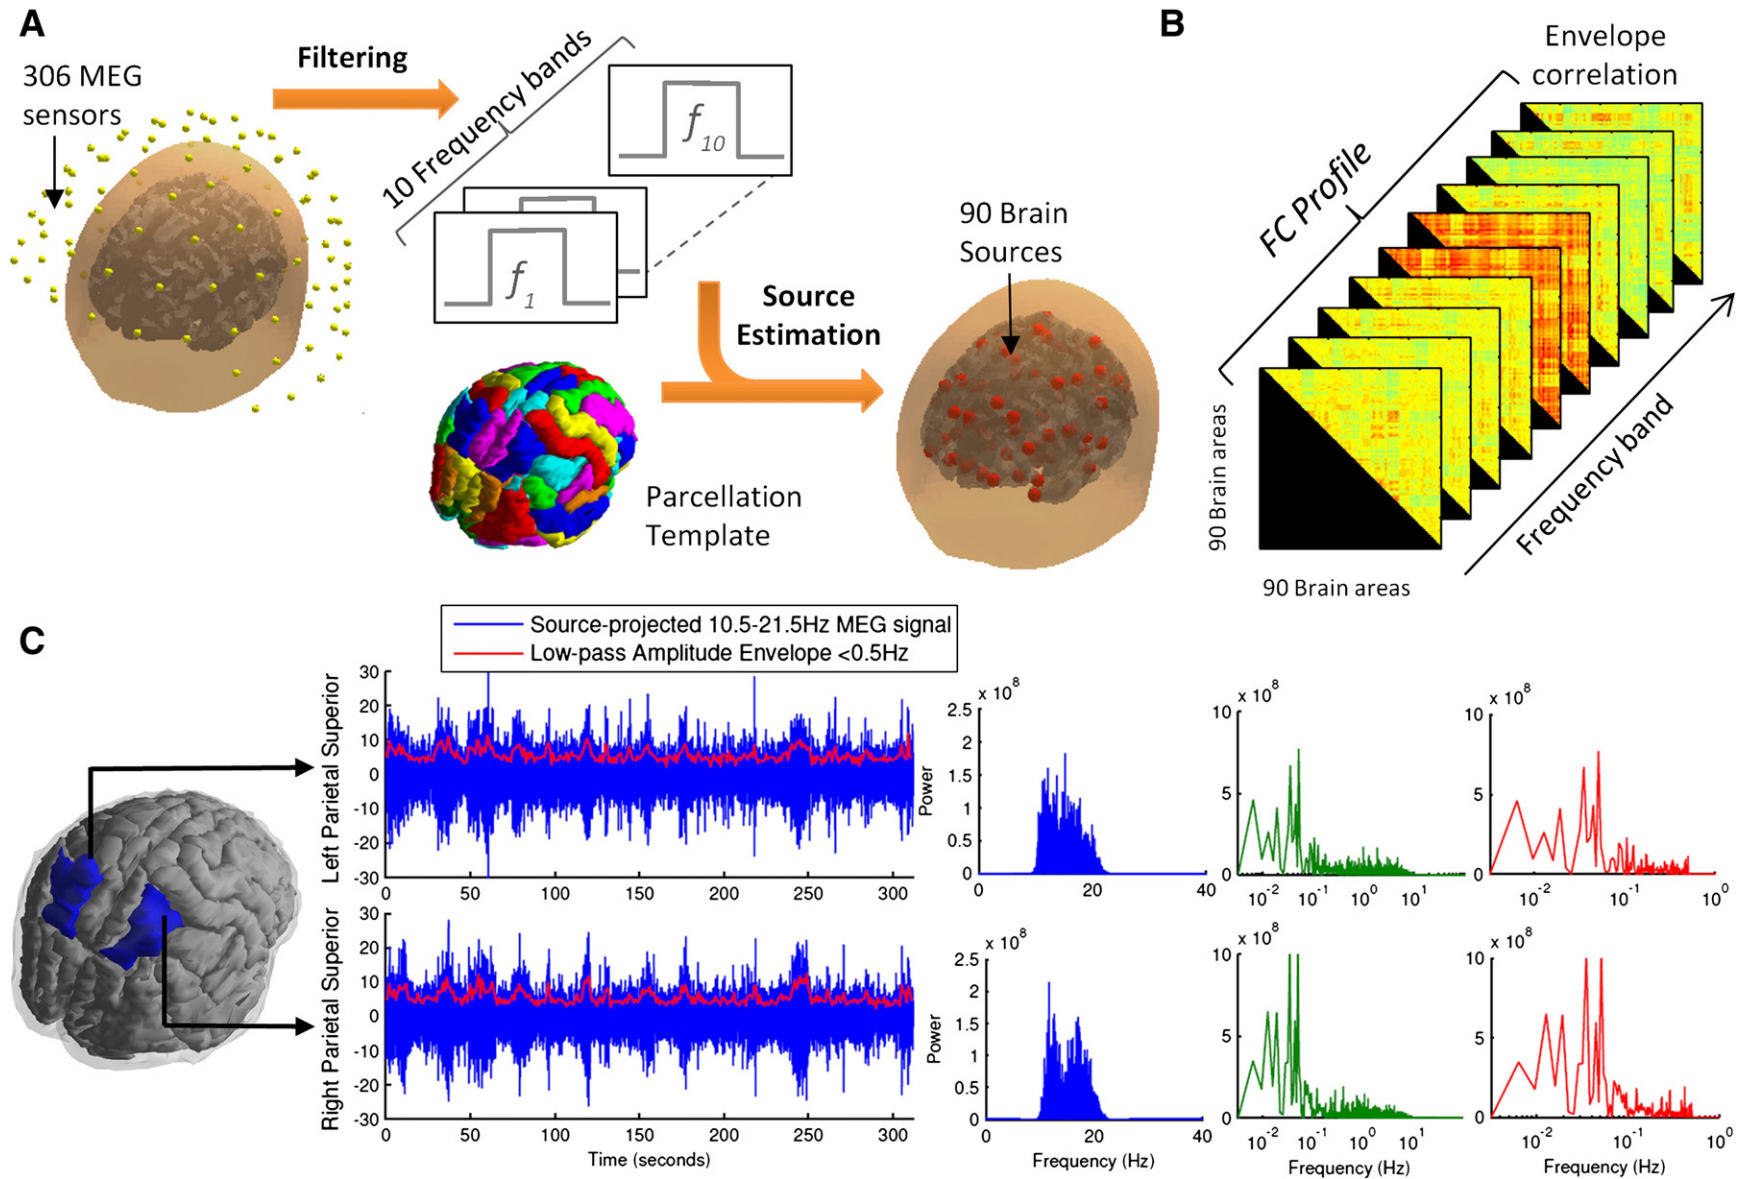 A
306 MEG
sensors
Filtering
10 Frequency bands
f10
f1
Source
Estimation
90 Brain
Sources
Parcellation
Template
B
Envelope
correlation
FC Profile
Frequency band
90 Brain areas
90 Brain areas
C
Source-projected 10.5-21.5Hz MEG signal
Low-pass Amplitude Envelope <0.5Hz
Left Parietal Superior
30
20
10
0
-10
-20
-30
0 50 100 150 200 250 300
x 10^8
Power
2.5
2
1.5
1
0.5
0
0 20 40
x 10^8
10
5
0
10^-2 10^-1 10^0 10^1
x 10^8
10
5
0
10^-2 10^-1 10^0
Right Parietal Superior
30
20
10
0
-10
-20
-30
0 50 100 150 200 250 300
Time (seconds)
x 10^8
Power
2.5
2
1.5
1
0.5
0
0 20 40
Frequency (Hz)
x 10^8
10
5
0
10^-2 10^-1 10^0 10^1
Frequency (Hz)
x 10^8
10
5
0
10^-2 10^-1 10^0
Frequency (Hz)